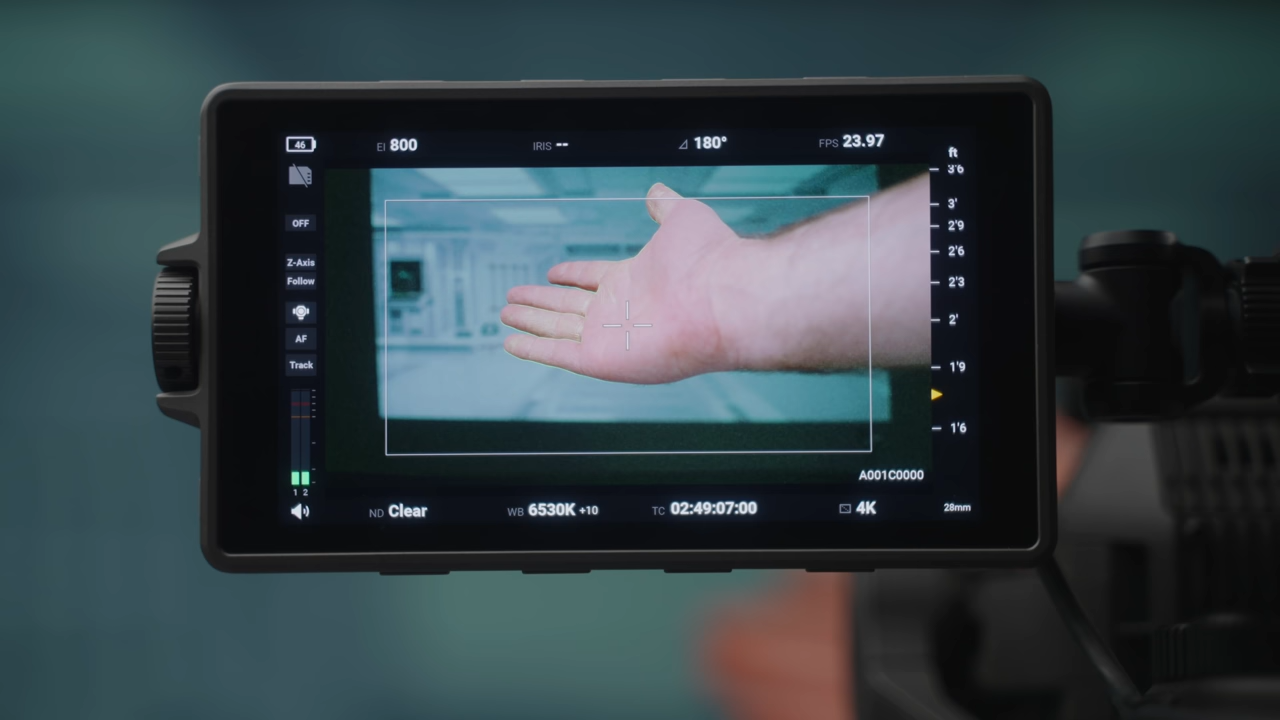 46
EI 800
IRIS --
180°
FPS 23.97
ft
3'6
3'
2'9
2'6
2'3
2'
1'9
1'6
OFF
Z-Axis
Follow
AF
Track
1 2
A001C0000
ND Clear
WB 6530K +10
TC 02:49:07:00
4K
28mm